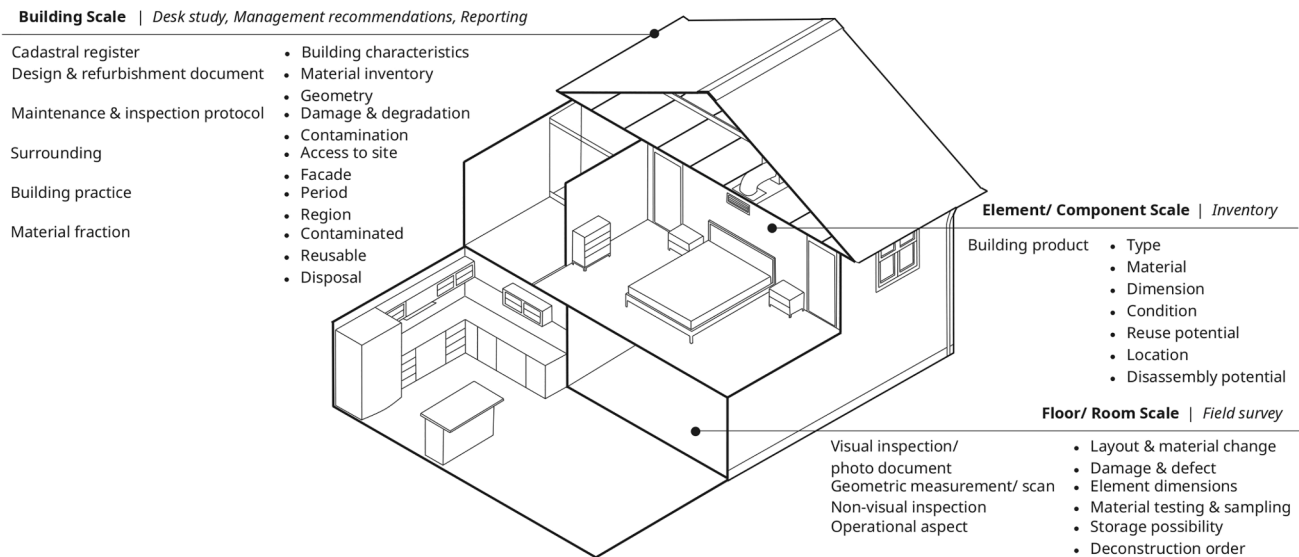 Building Scale | Desk study, Management recommendations, Reporting
Cadastral register • Building characteristics
Design & refurbishment document • Material inventory
• Geometry
Maintenance & inspection protocol • Damage & degradation
• Contamination
Surrounding • Access to site
• Facade
Building practice • Period
• Region
Material fraction • Contaminated
• Reusable
• Disposal
Element/ Component Scale | Inventory
Building product • Type
• Material
• Dimension
• Condition
• Reuse potential
• Location
• Disassembly potential
Floor/ Room Scale | Field survey
Visual inspection/ • Layout & material change
photo document • Damage & defect
Geometric measurement/ scan • Element dimensions
Non-visual inspection • Material testing & sampling
Operational aspect • Storage possibility
• Deconstruction order